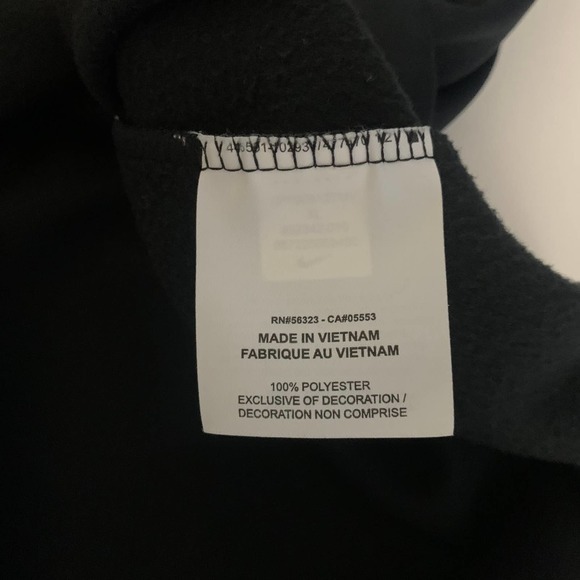 RN#56323 - CA#05553
MADE IN VIETNAM
FABRIQUE AU VIETNAM
100% POLYESTER
EXCLUSIVE OF DECORATION /
DECORATION NON COMPRISE